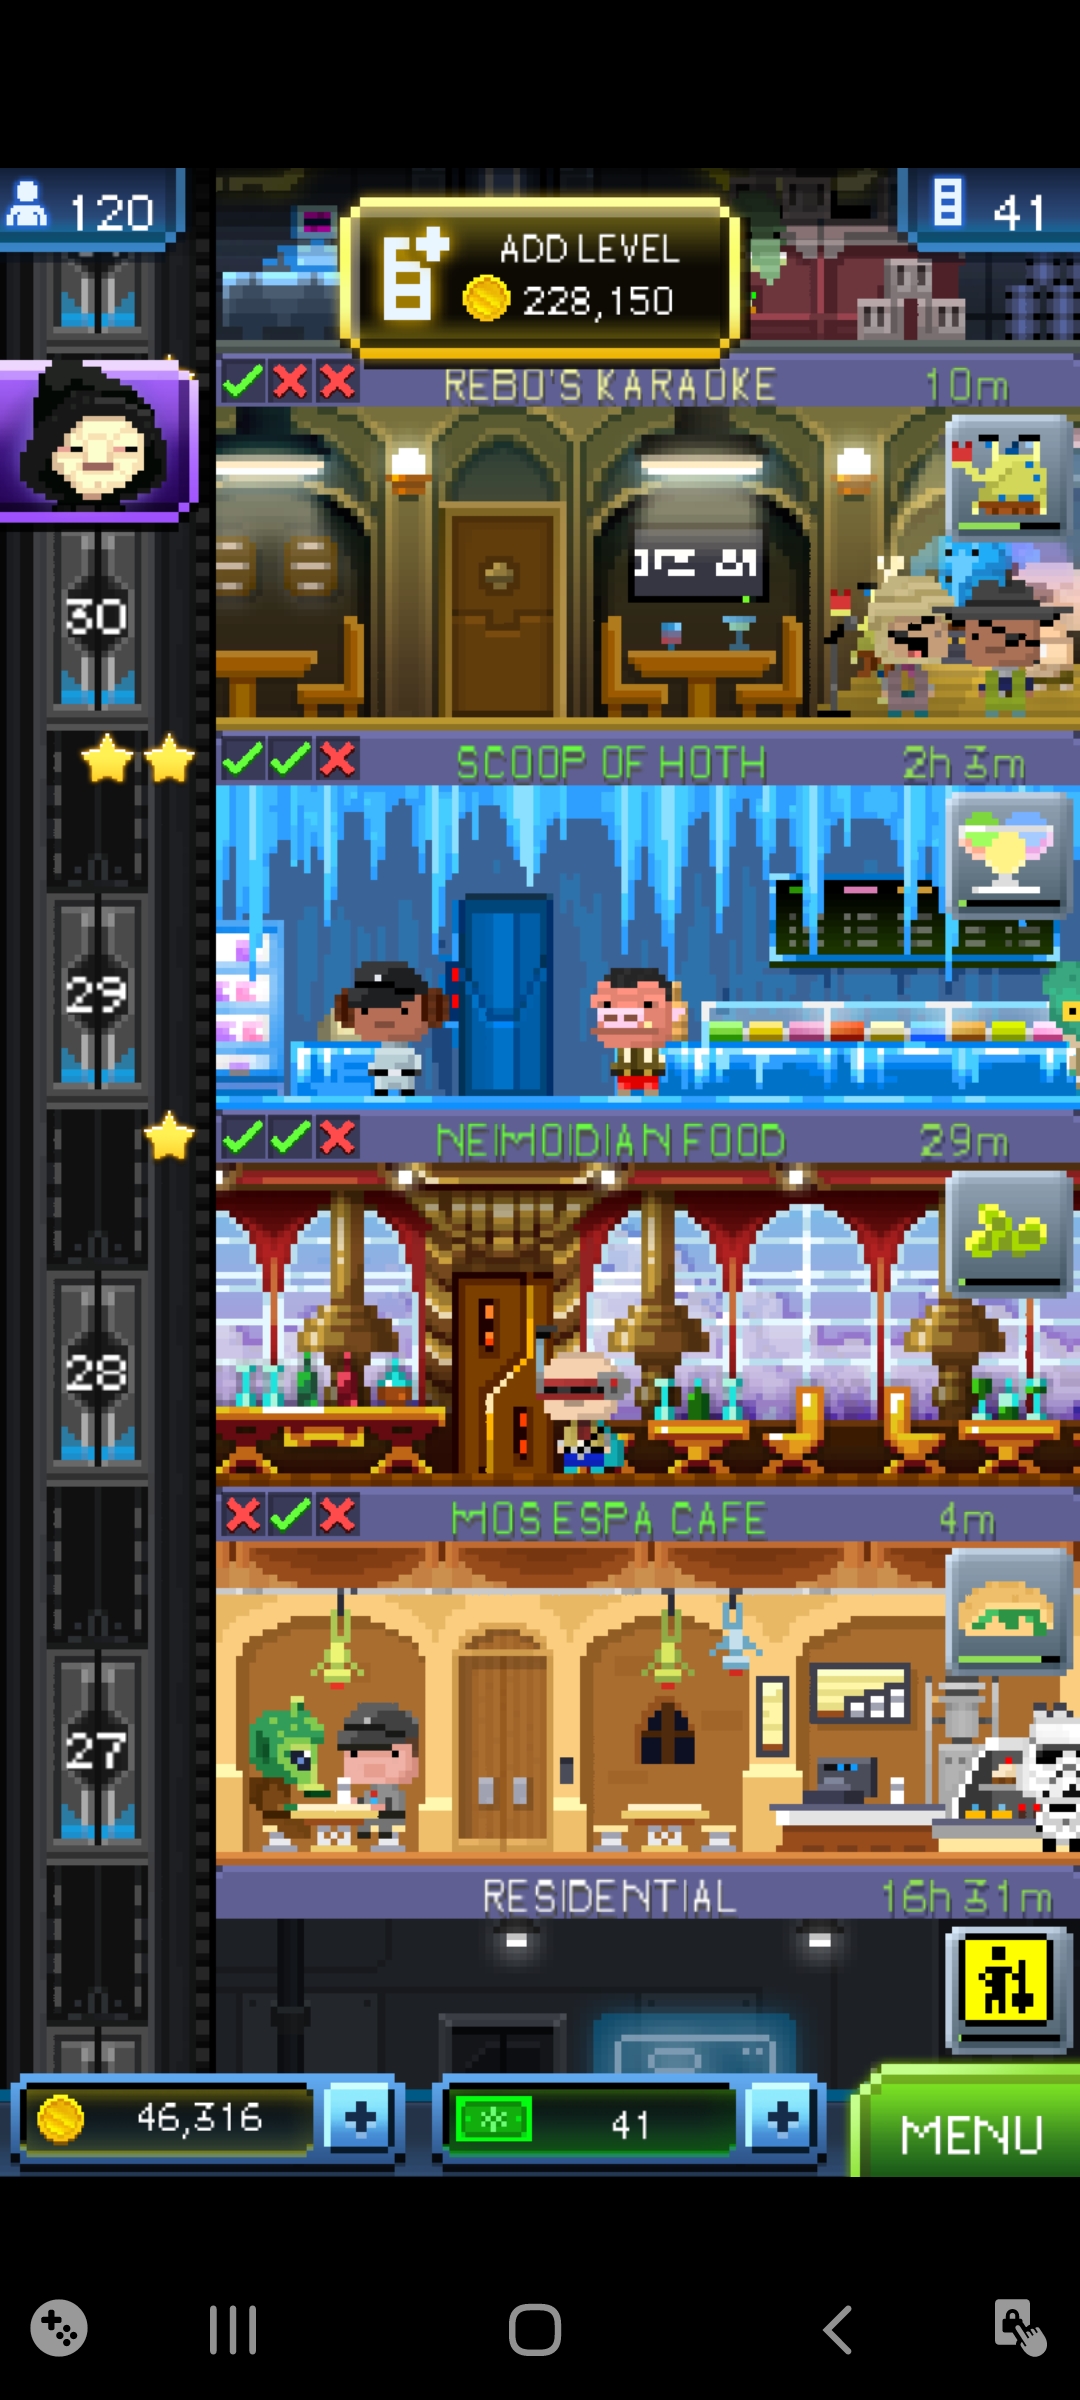 120
41
ADD LEVEL
228,150
REBO'S KARAOKE 10m
30
SCOOP OF HOTH 2h 3m
29
NEIMOIDIAN FOOD 29m
28
MOS ESPA CAFE 4m
27
RESIDENTIAL 16h 31m
46,316
41
MENU